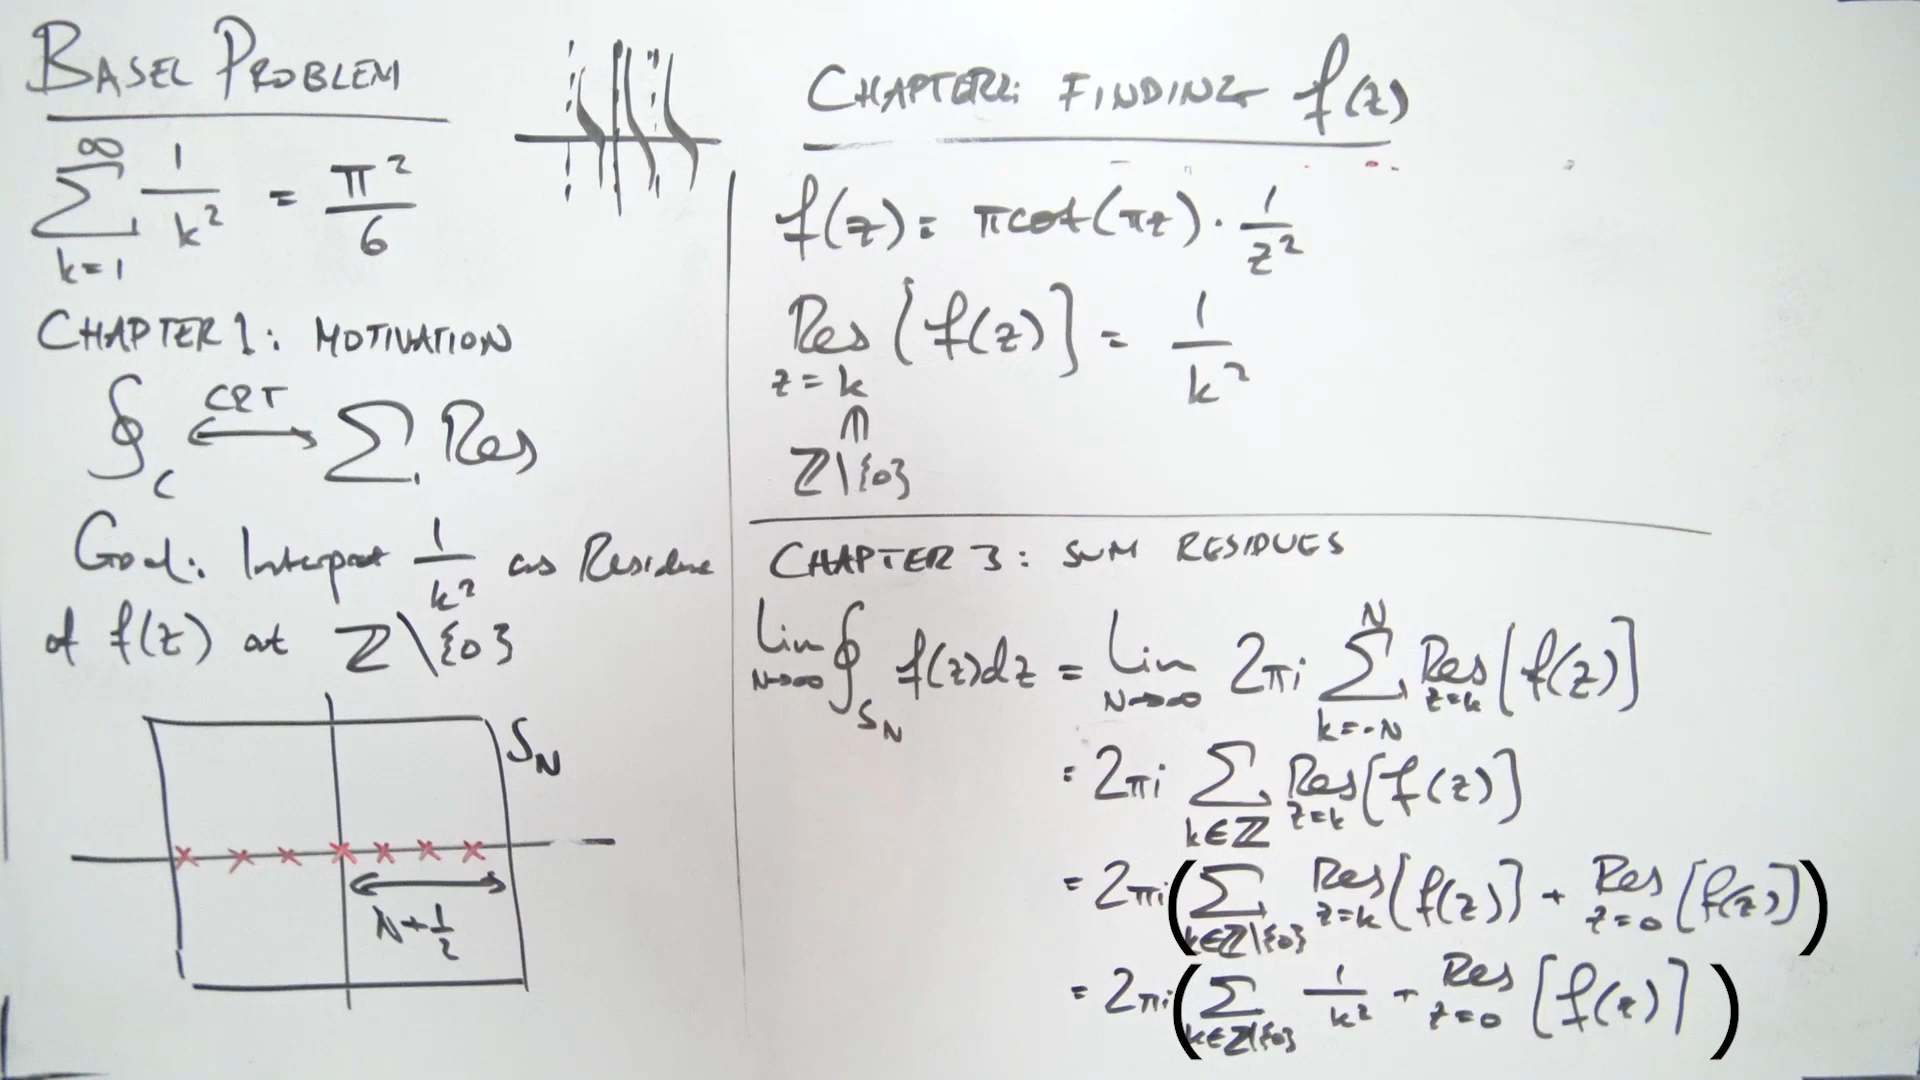 BASEL PROBLEM
∞
∑ 1/k² = π²/6
k=1
CHAPTER 1: MOTIVATION
∮_C ⟷ ∑ Res
CRT
Goal: Interpret 1/k² as Residue
of f(z) at ℤ\{0}
S_N
N+1/2
CHAPTER 2: FINDING f(z)
f(z) = π cot(πz) · 1/z²
Res [f(z)] = 1/k²
z=k
ℤ\{0}
CHAPTER 3: SUM RESIDUES
Lim_{N→∞} ∮_{S_N} f(z)dz = Lim_{N→∞} 2πi ∑_{k=-N}^{N} Res_{z=k} [f(z)]
= 2πi ∑_{k∈ℤ} Res_{z=k} [f(z)]
= 2πi (∑_{k∈ℤ\{0}} Res_{z=k} [f(z)] + Res_{z=0} [f(z)])
= 2πi (∑_{k∈ℤ\{0}} 1/k² + Res_{z=0} [f(z)])